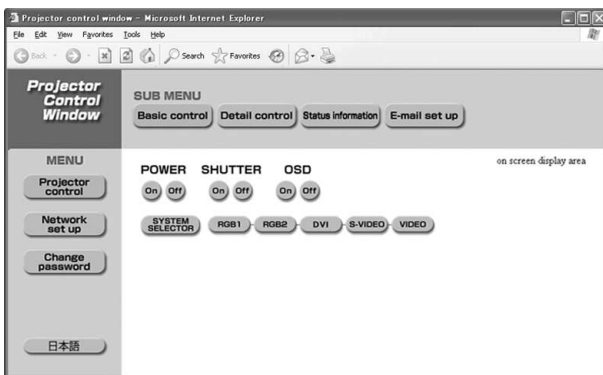 Projector control window - Microsoft Internet Explorer
File Edit View Favorites Tools Help
Back Search Favorites
Projector
Control
Window
SUB MENU
Basic control Detail control Status information E-mail set up
MENU
Projector
control
Network
set up
Change
password
日本語
POWER SHUTTER OSD
On Off On Off On Off
SYSTEM
SELECTOR
RGB1 RGB2 DVI S-VIDEO VIDEO
on screen display area